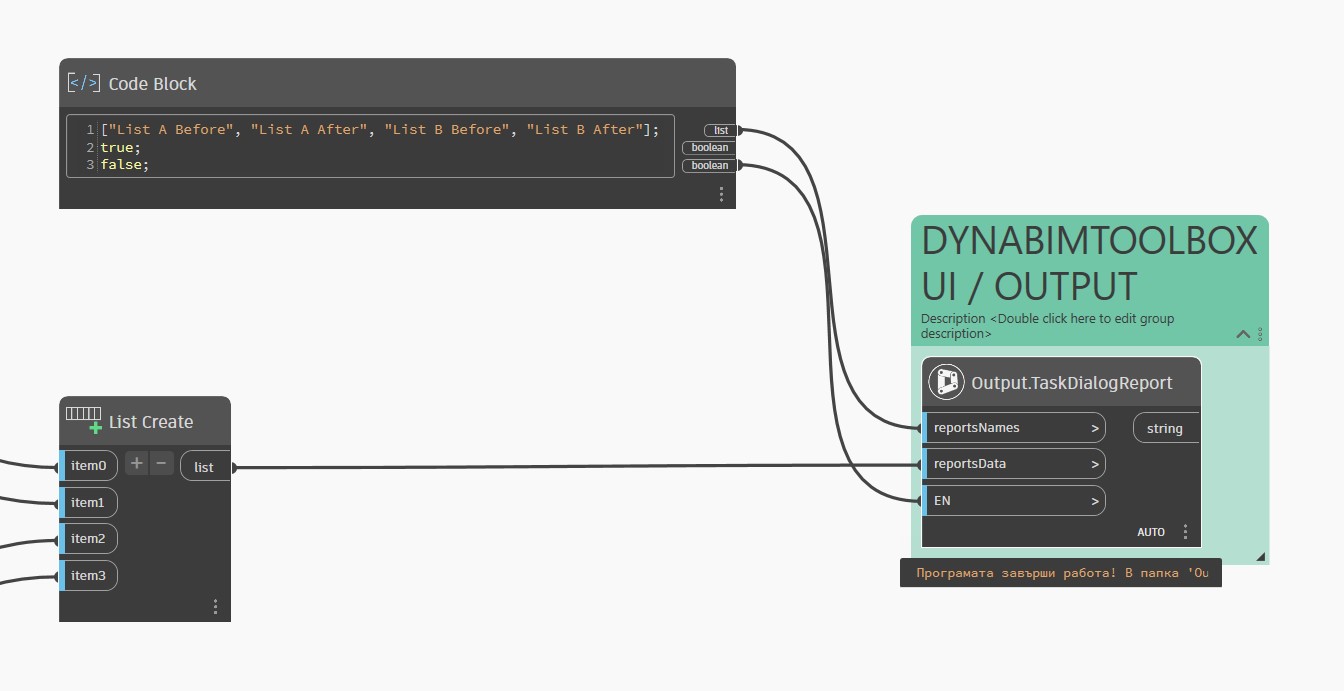 </> Code Block
1 ["List A Before", "List A After", "List B Before", "List B After"];
2 true;
3 false;
list
boolean
boolean
DYNABIMTOOLBOX
UI / OUTPUT
Description <Double click here to edit group
description>
Output.TaskDialogReport
reportsNames >
string
reportsData >
EN >
AUTO
Програмата завърши работа! В папка 'Ou
List Create
item0 + − list
item1
item2
item3